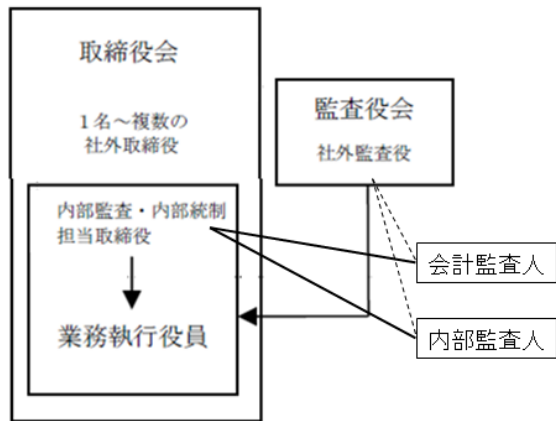 取締役会
1名～複数の
社外取締役
内部監査・内部統制
担当取締役
業務執行役員
監査役会
社外監査役
会計監査人
内部監査人